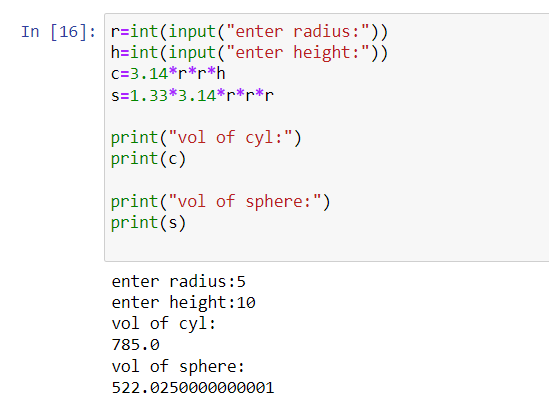 In [16]: r=int(input("enter radius:"))
h=int(input("enter height:"))
c=3.14*r*r*h
s=1.33*3.14*r*r*r
print("vol of cyl:")
print(c)
print("vol of sphere:")
print(s)
enter radius:5
enter height:10
vol of cyl:
785.0
vol of sphere:
522.0250000000001